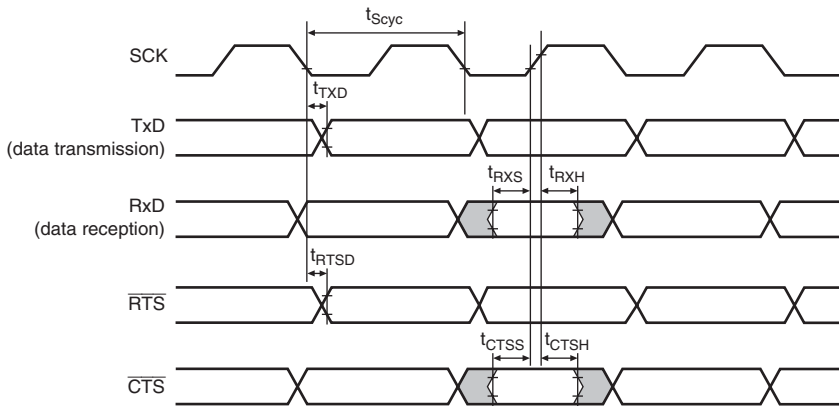 tScyc
SCK
tTXD
TxD
(data transmission)
tRXS
tRXH
RxD
(data reception)
tRTSD
RTS
tCTSS
tCTSH
CTS